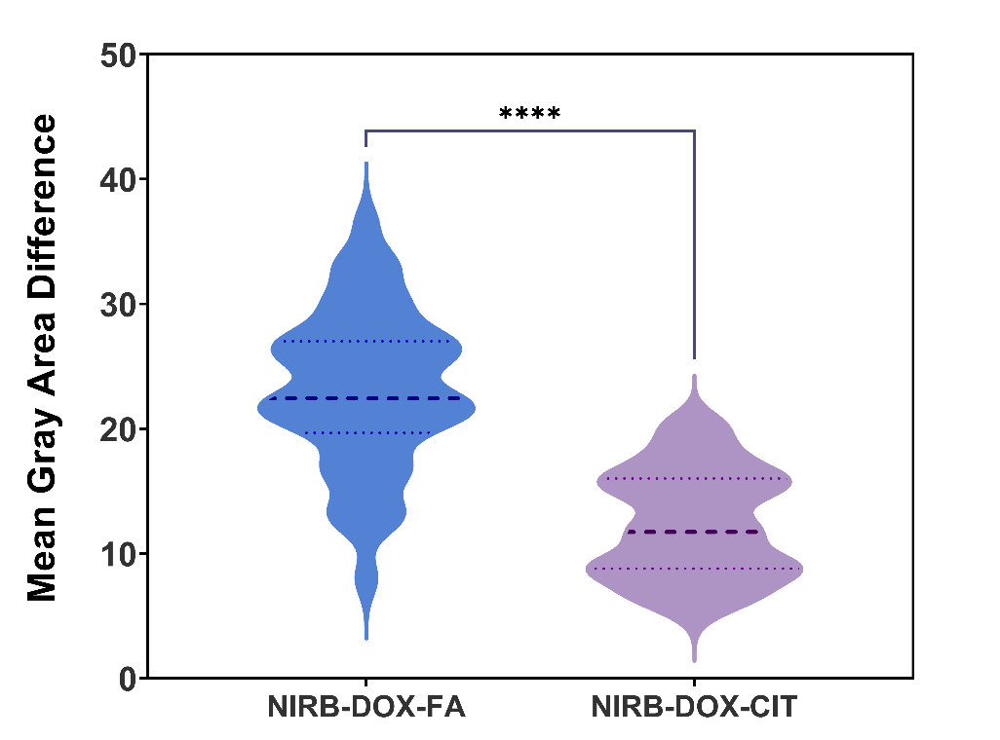 ****
Mean Gray Area Difference
50
40
30
20
10
0
NIRB-DOX-FA
NIRB-DOX-CIT